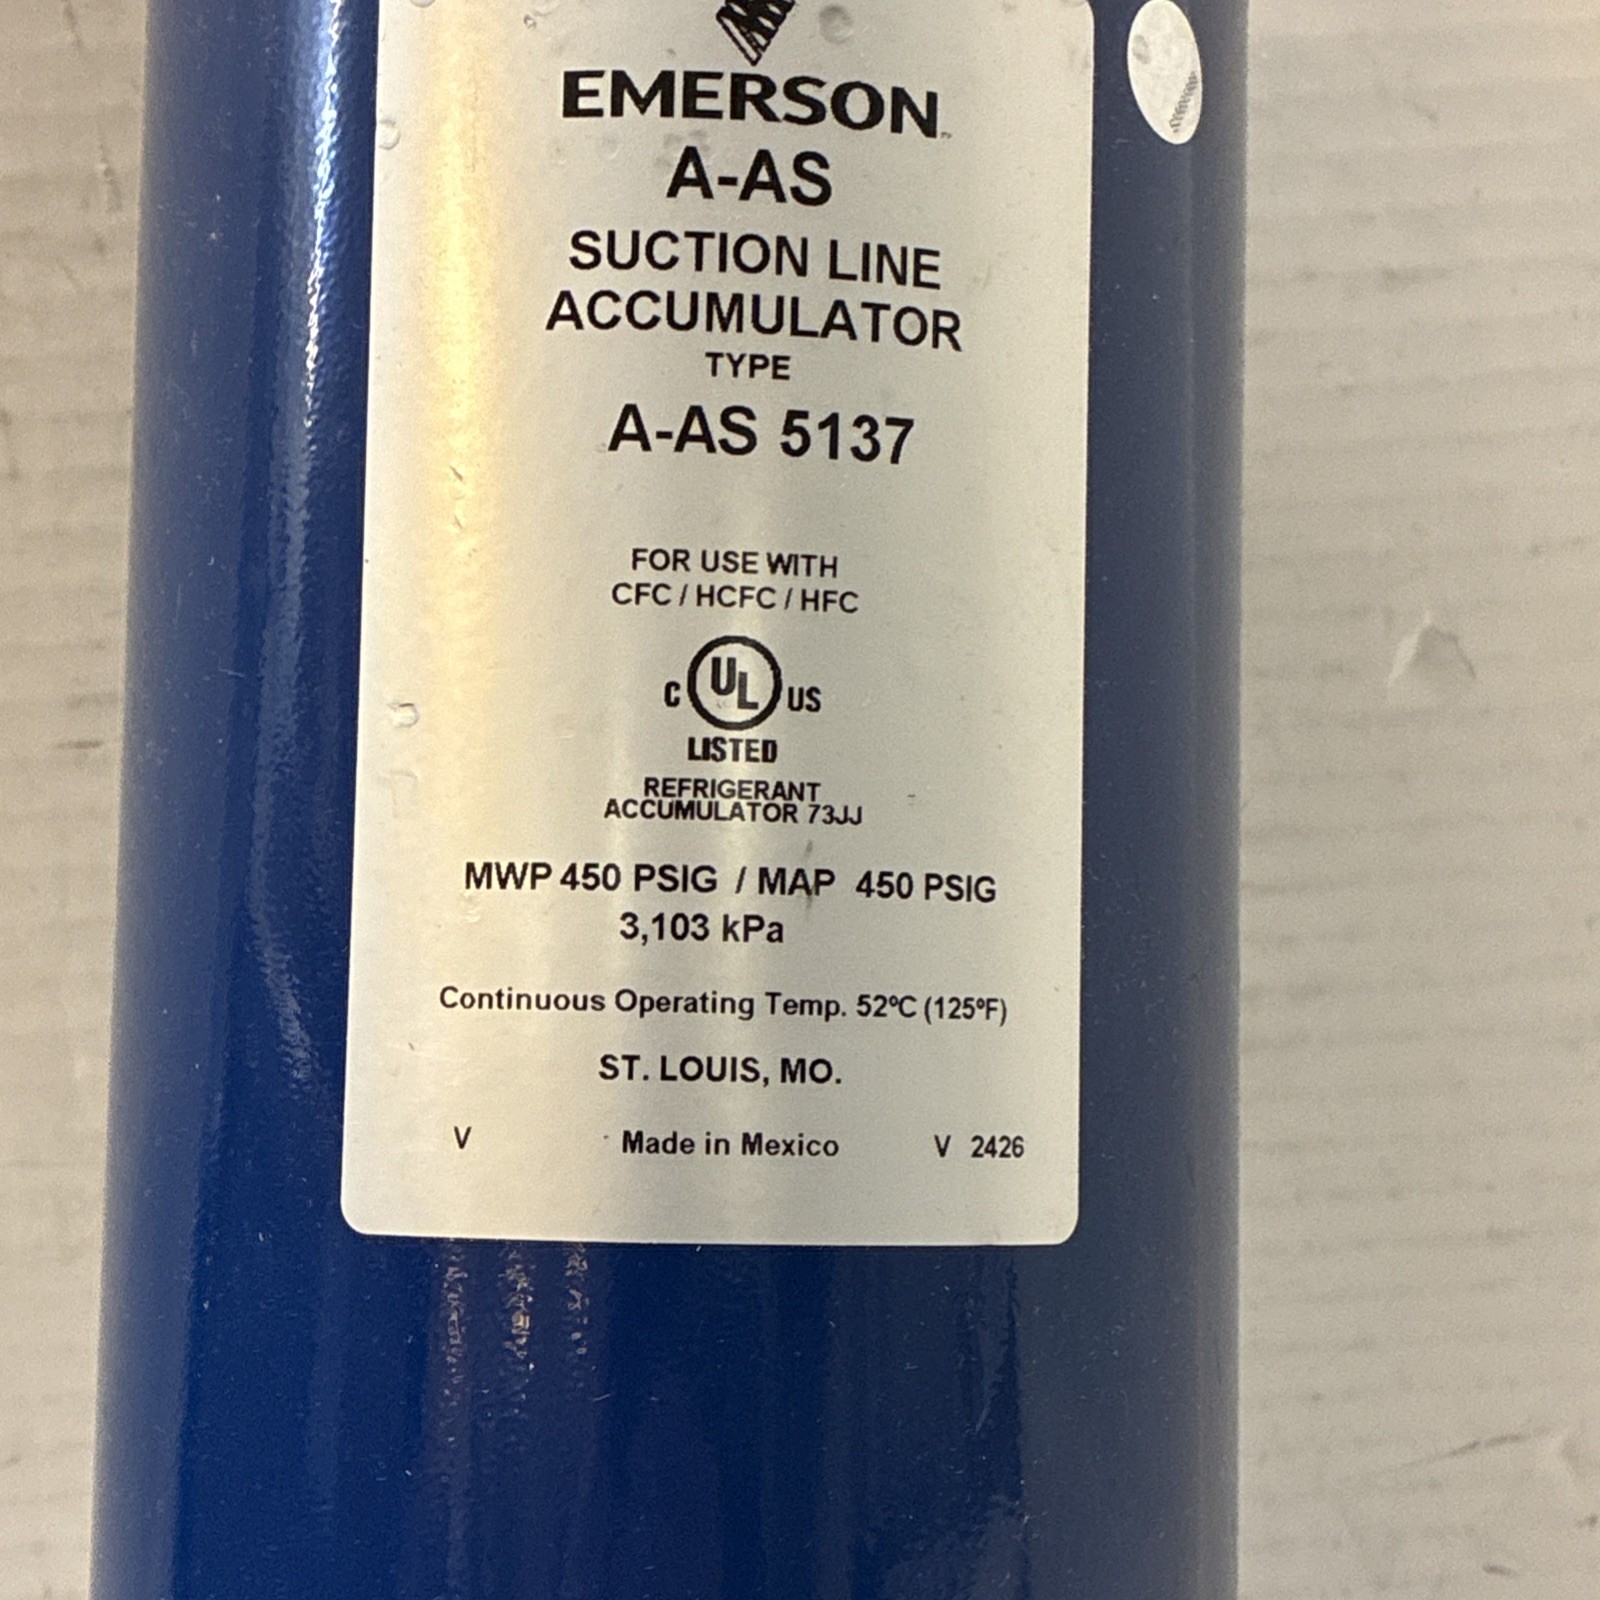 EMERSON™
A-AS
SUCTION LINE
ACCUMULATOR
TYPE
A-AS 5137
FOR USE WITH
CFC / HCFC / HFC
C UL US
LISTED
REFRIGERANT
ACCUMULATOR 73JJ
MWP 450 PSIG / MAP 450 PSIG
3,103 kPa
Continuous Operating Temp. 52ºC (125ºF)
ST. LOUIS, MO.
V Made in Mexico V 2426